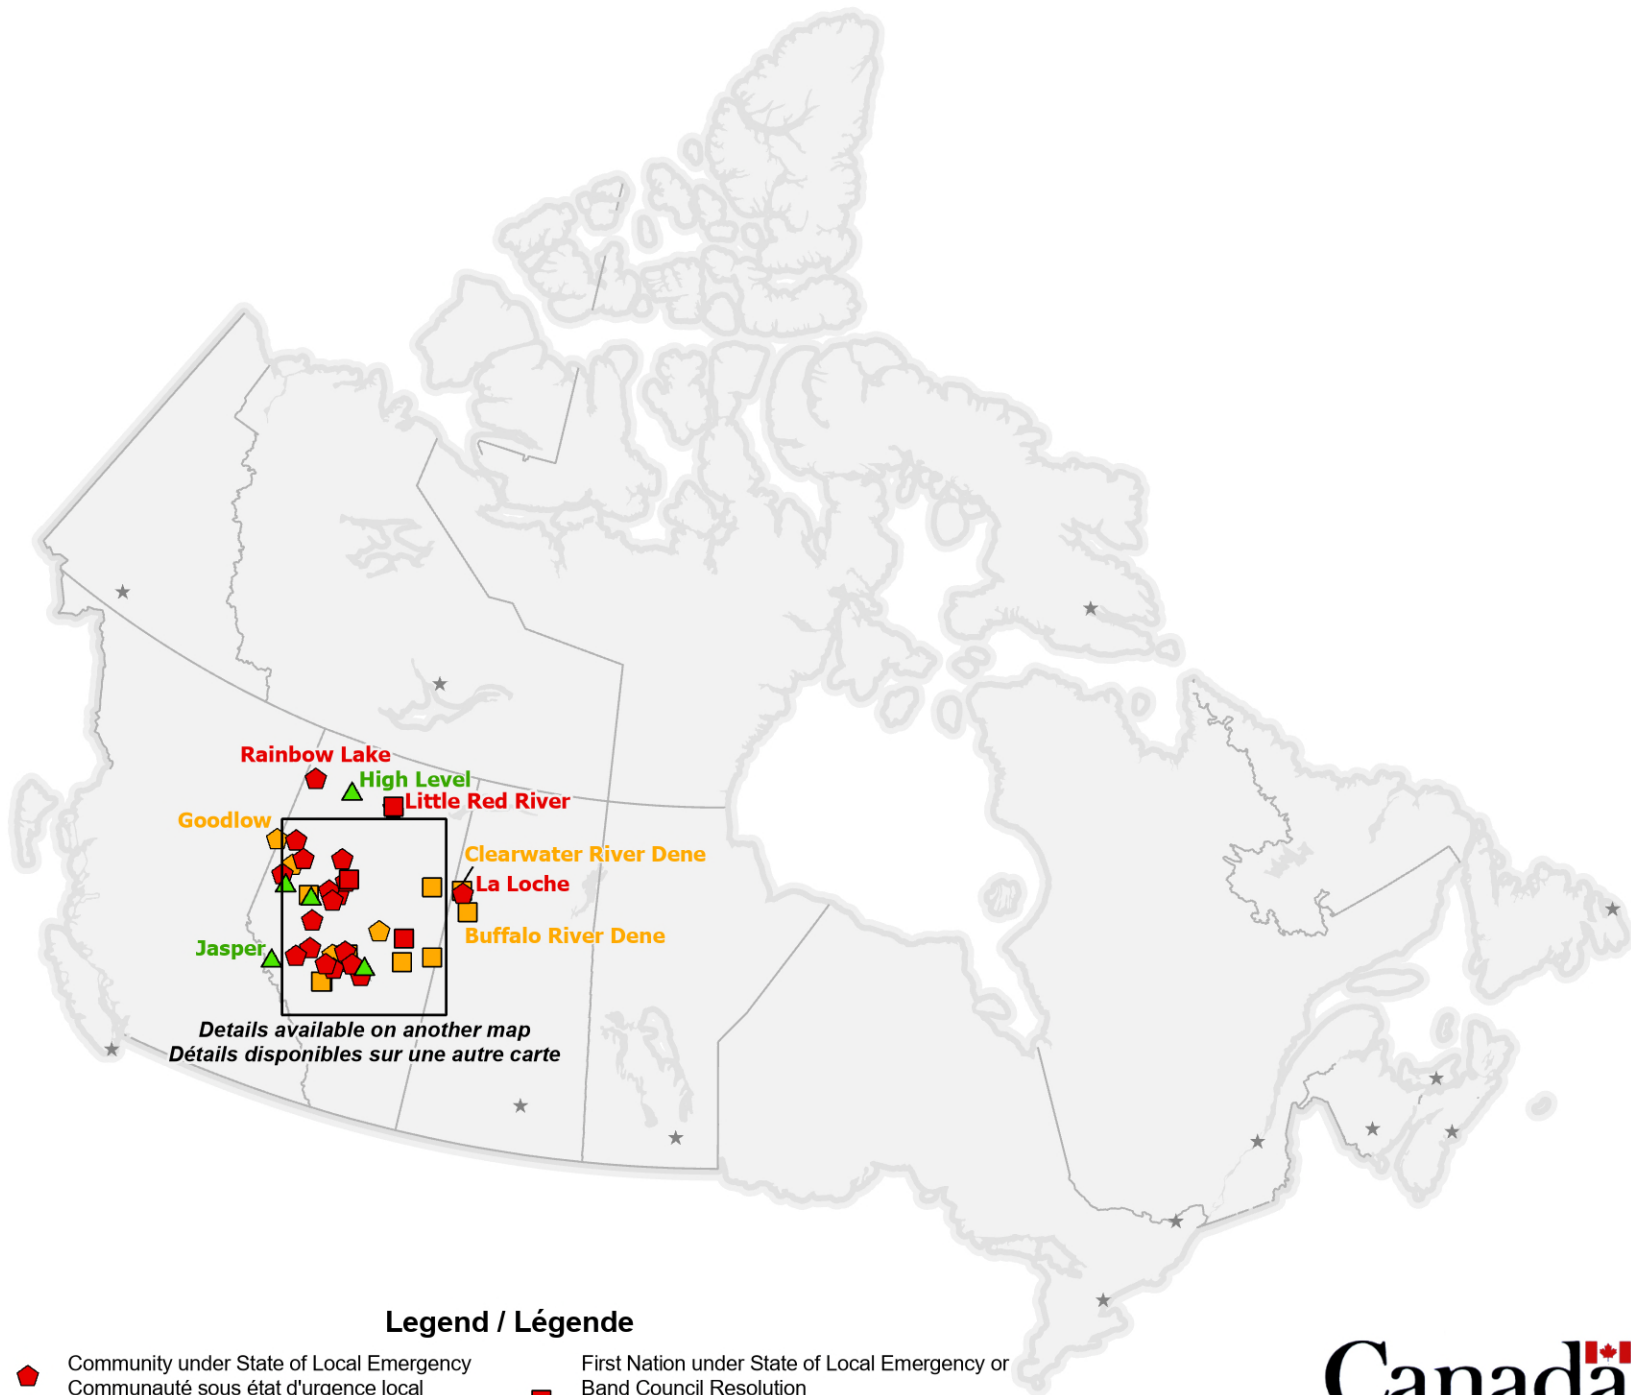 Rainbow Lake
High Level
Little Red River
Goodlow
Clearwater River Dene
La Loche
Buffalo River Dene
Jasper
Details available on another map
Détails disponibles sur une autre carte
Legend / Légende
Community under State of Local Emergency
Communauté sous état d'urgence local
First Nation under State of Local Emergency or
Band Council Resolution
Canada